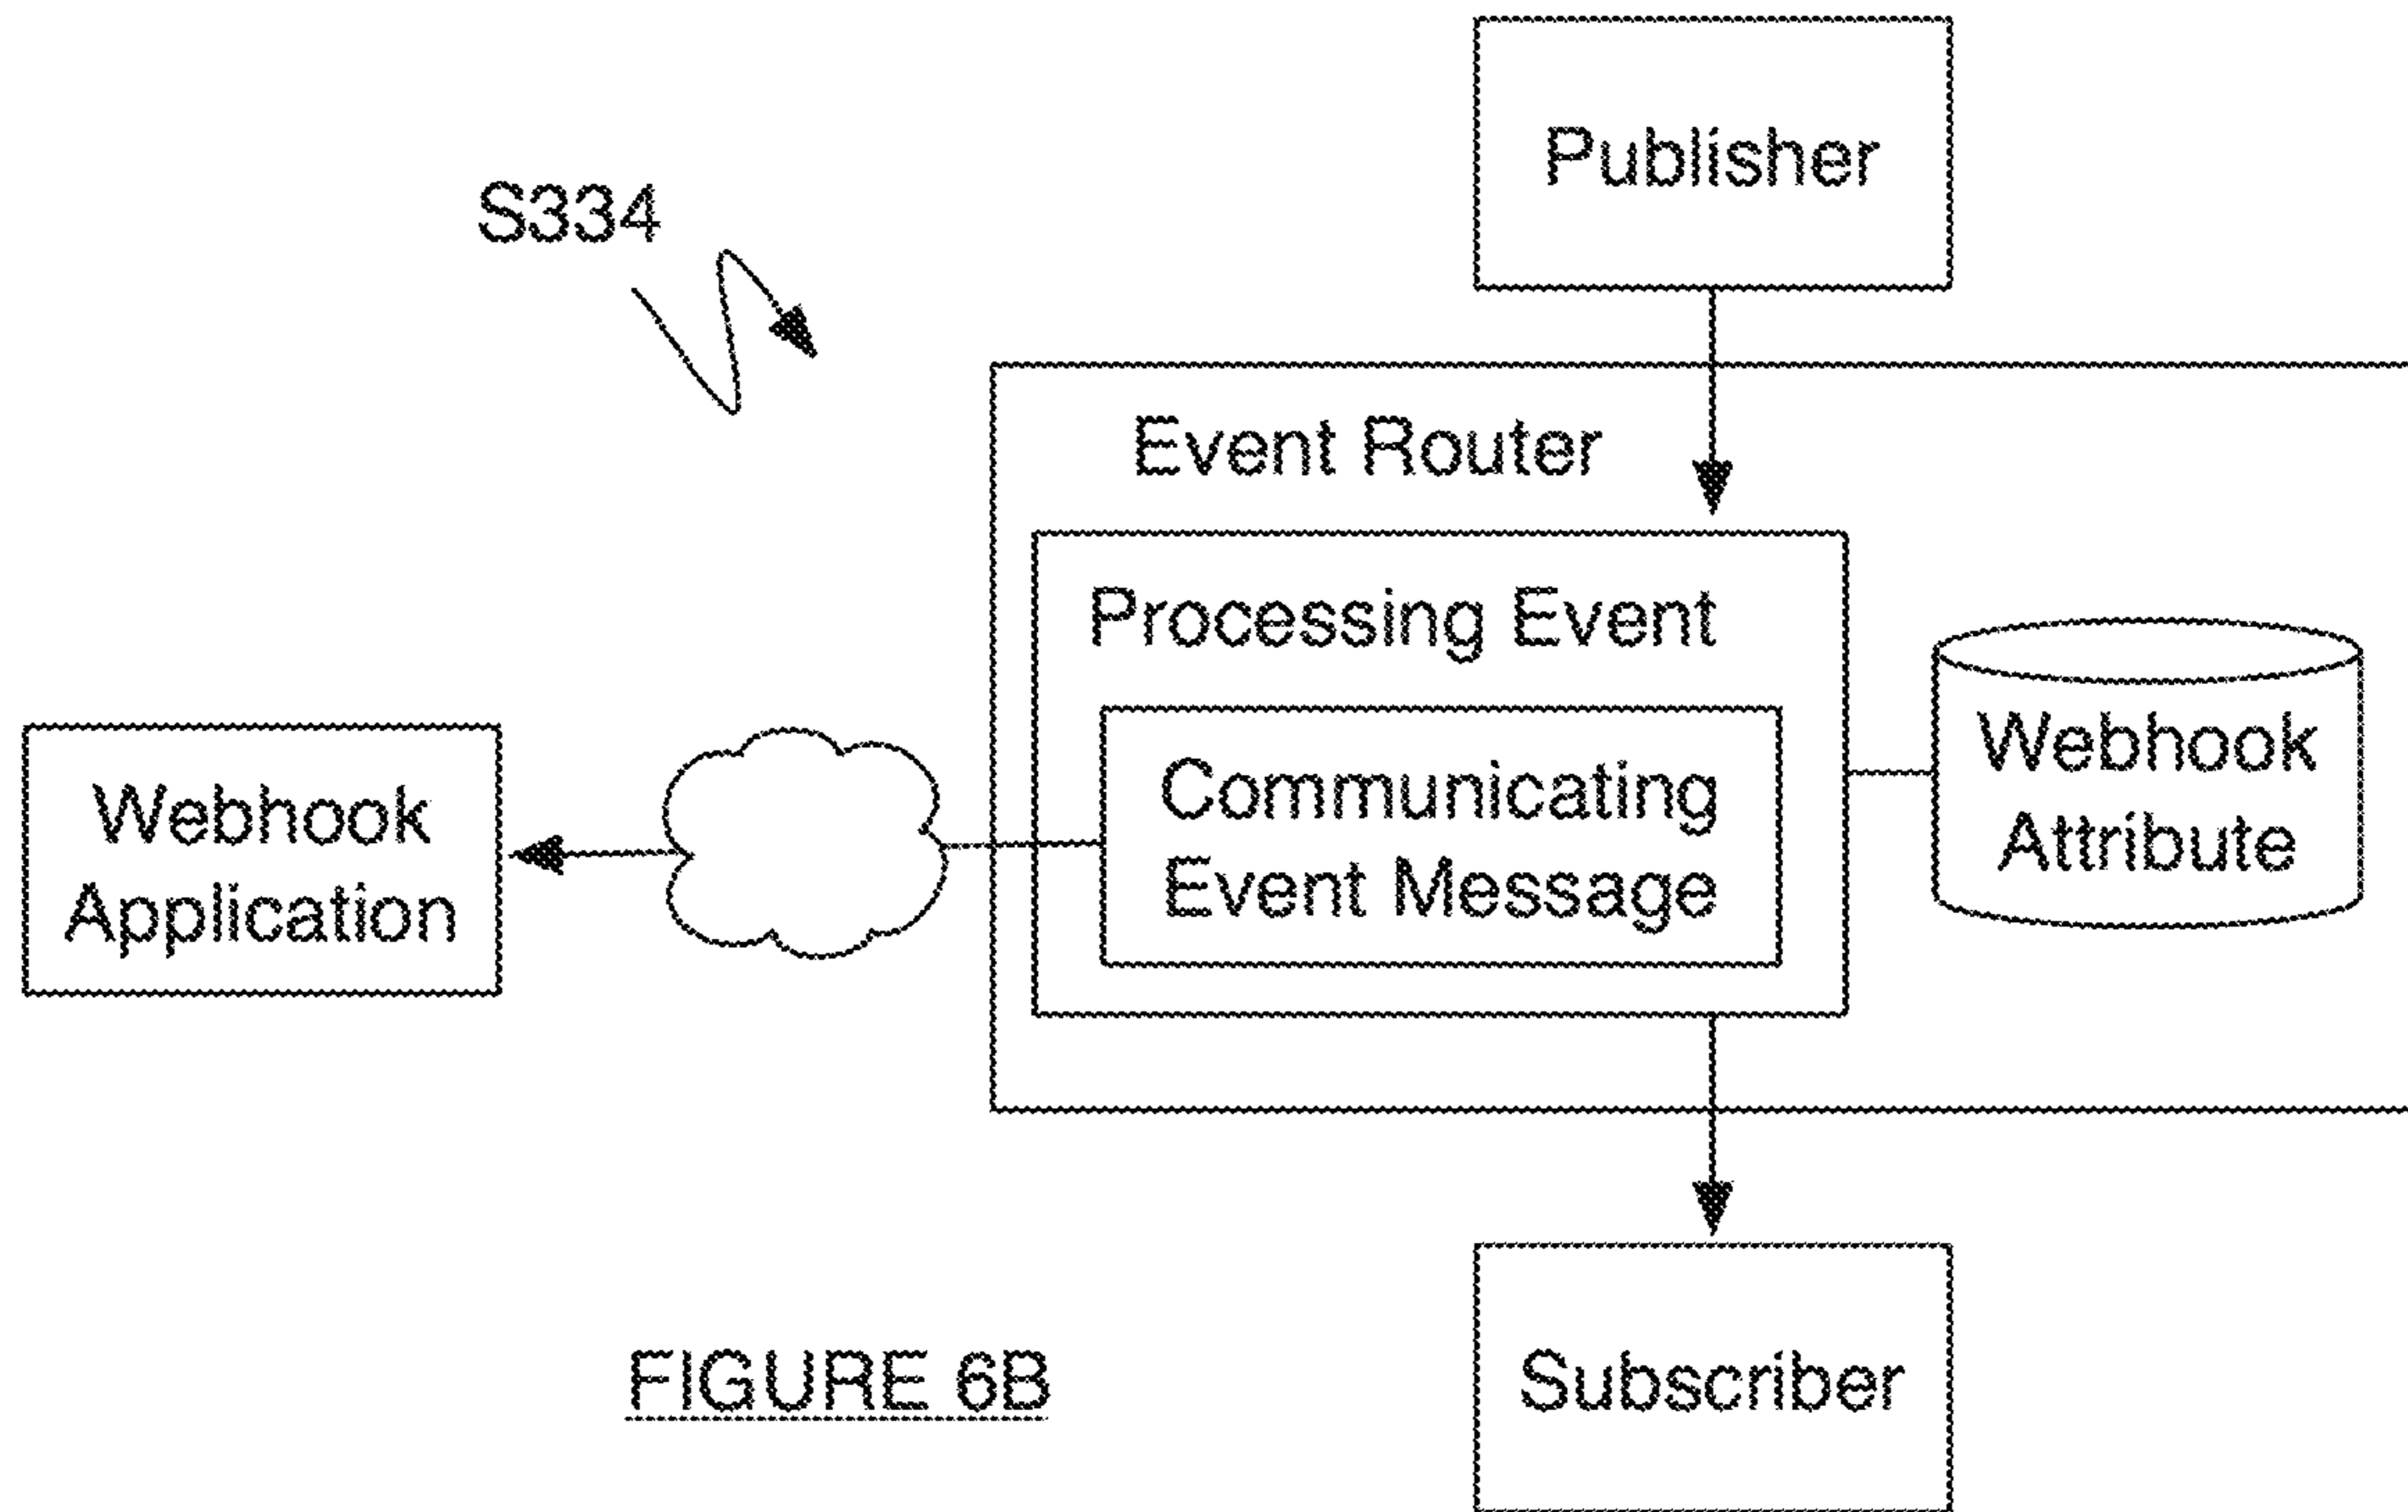 Publisher
S334
Event Router
Processing Event
Communicating
Event Message
Webhook
Attribute
Webhook
Application
FIGURE 6B
Subscriber